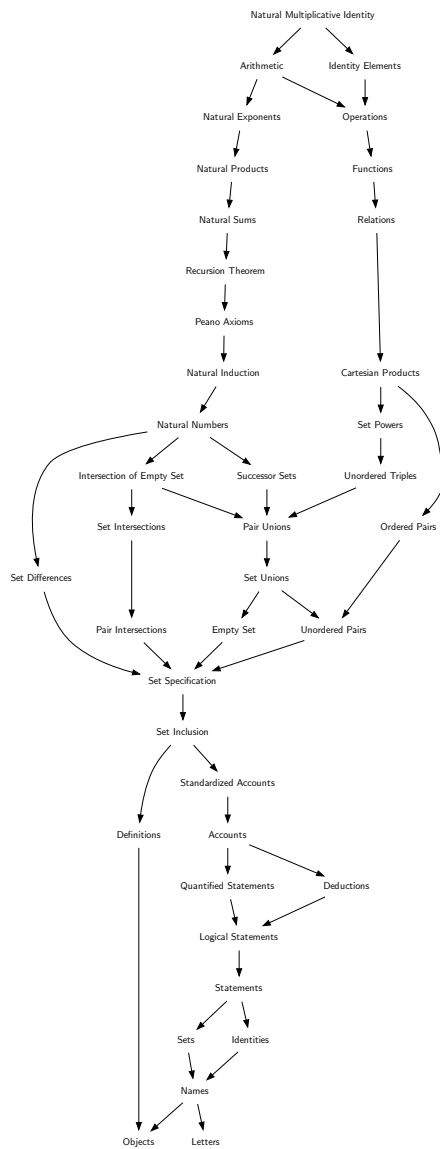 Natural Multiplicative Identity
Arithmetic
Identity Elements
Natural Exponents
Operations
Natural Products
Functions
Natural Sums
Relations
Recursion Theorem
Peano Axioms
Natural Induction
Cartesian Products
Natural Numbers
Set Powers
Intersection of Empty Set
Successor Sets
Unordered Triples
Set Intersections
Pair Unions
Ordered Pairs
Set Differences
Set Unions
Pair Intersections
Empty Set
Unordered Pairs
Set Specification
Set Inclusion
Standardized Accounts
Definitions
Accounts
Quantified Statements
Deductions
Logical Statements
Statements
Sets
Identities
Names
Objects
Letters